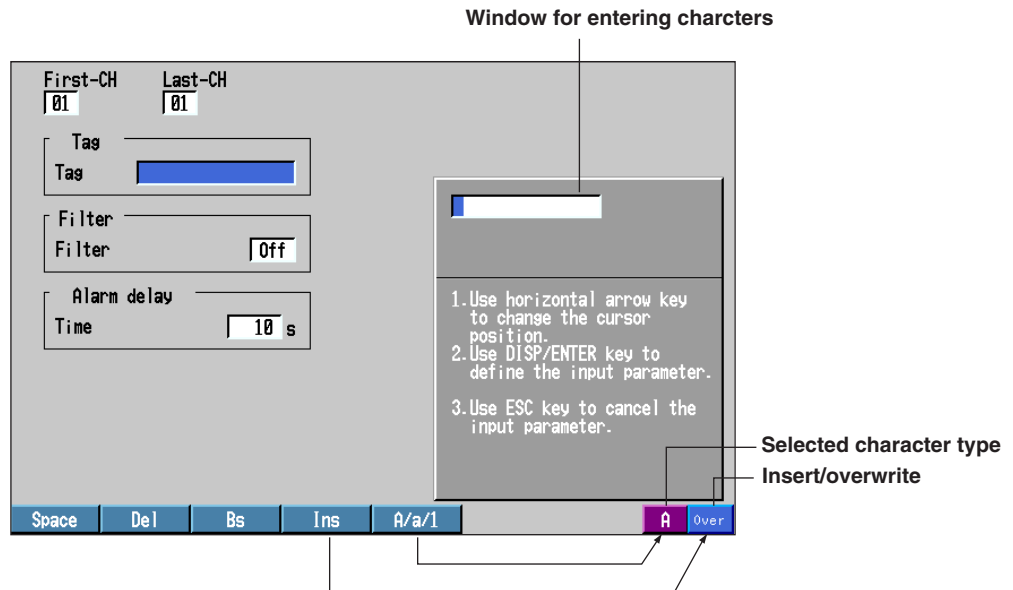 Window for entering charcters
First-CH Last-CH
01 01
Tag
Tag
Filter
Filter Off
Alarm delay
Time 10 s
1.Use horizontal arrow key
to change the cursor
position.
2.Use DISP/ENTER key to
define the input parameter.
3.Use ESC key to cancel the
input parameter.
Selected character type
Insert/overwrite
Space Del Bs Ins A/a/1 A Over